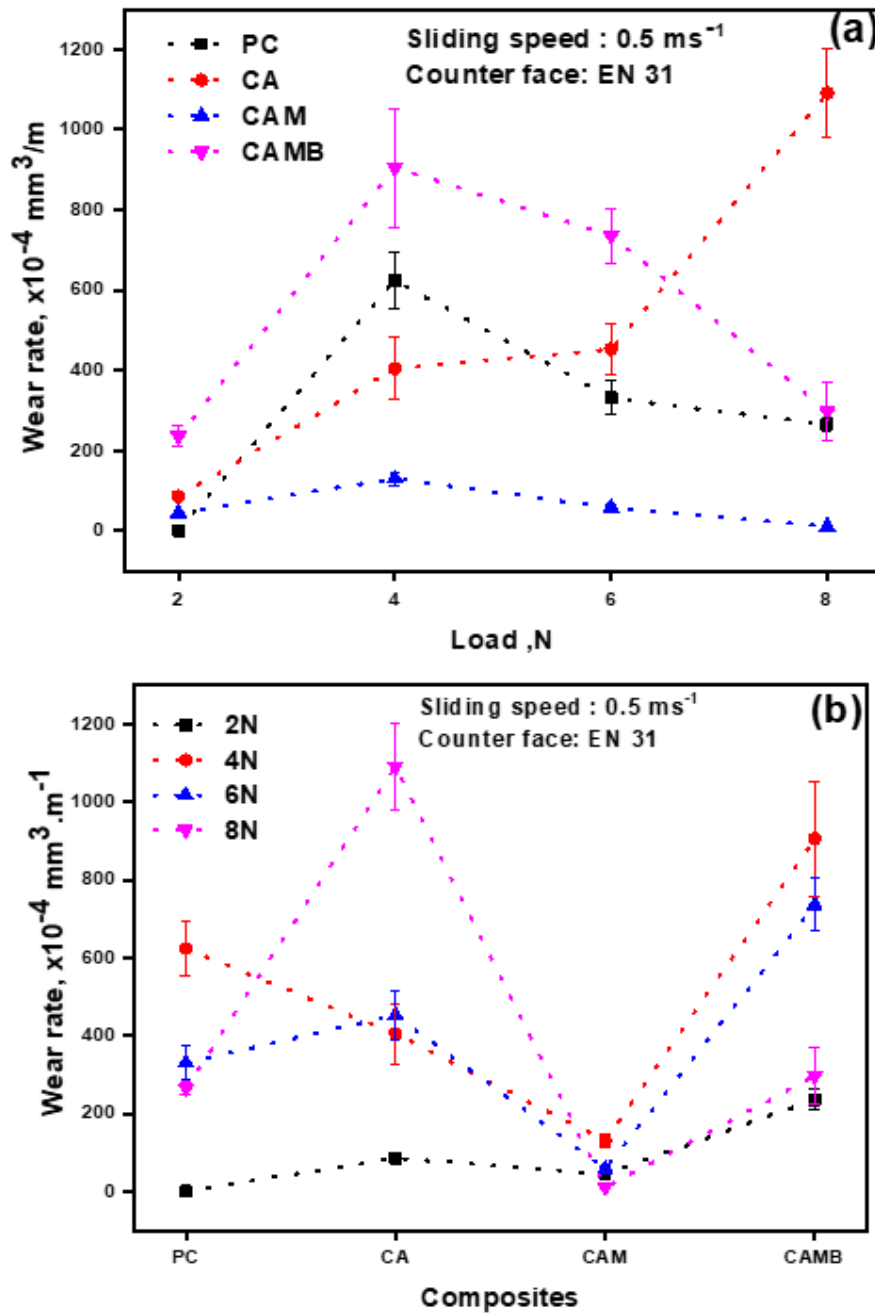 (a)
Sliding speed : 0.5 ms⁻¹
Counter face: EN 31
PC
CA
CAM
CAMB
Wear rate, x10⁻⁴ mm³/m
1200
1000
800
600
400
200
0
2 4 6 8
Load ,N
(b)
Sliding speed : 0.5 ms⁻¹
Counter face: EN 31
2N
4N
6N
8N
Wear rate, x10⁻⁴ mm³.m⁻¹
1200
1000
800
600
400
200
0
PC CA CAM CAMB
Composites